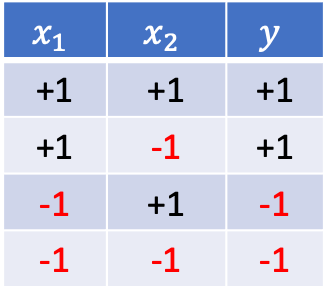 x₁ x₂ y
+1 +1 +1
+1 -1 +1
-1 +1 -1
-1 -1 -1